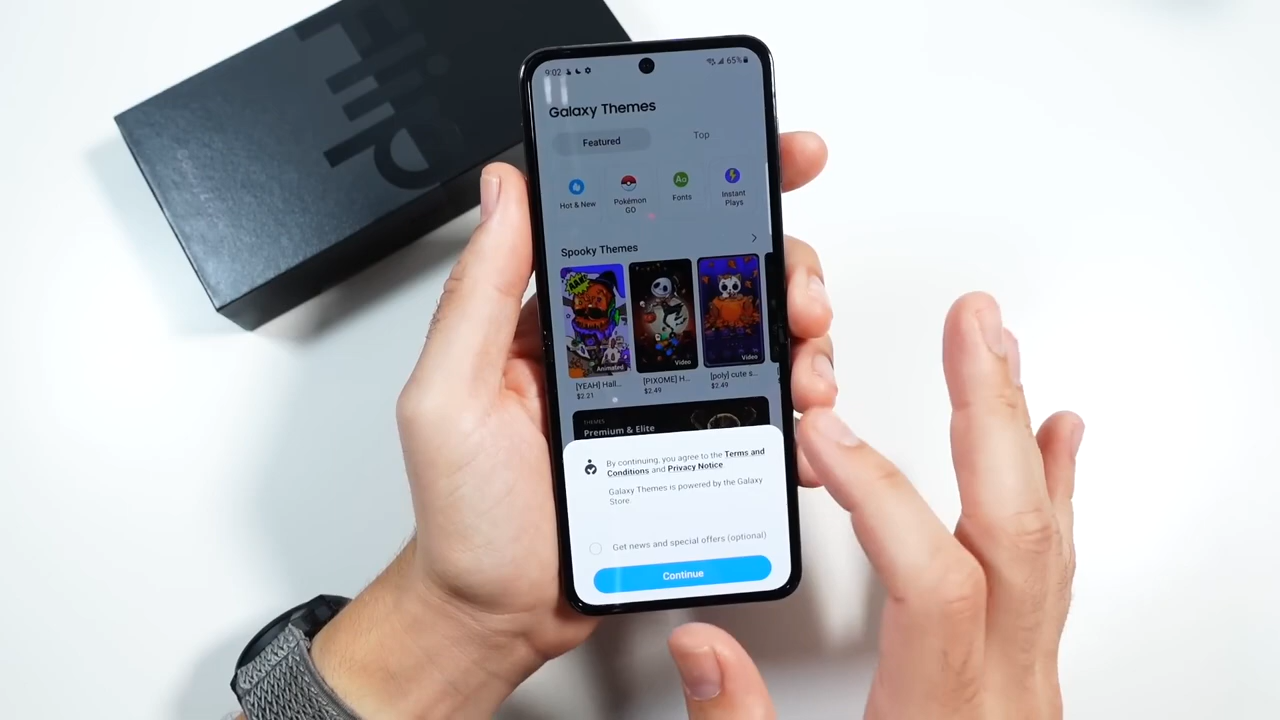 Flip
9:02
65%
Galaxy Themes
Featured
Top
Hot & New
Pokémon
GO
Aa
Fonts
Instant
Plays
Spooky Themes
Animated
Video
Video
[YEAH] Hall...
$2.21
[PIXOME] H...
$2.49
[poly] cute s...
$2.49
THEMES
Premium & Elite
By continuing, you agree to the Terms and
Conditions and Privacy Notice
Galaxy Themes is powered by the Galaxy
Store.
Get news and special offers (optional)
Continue